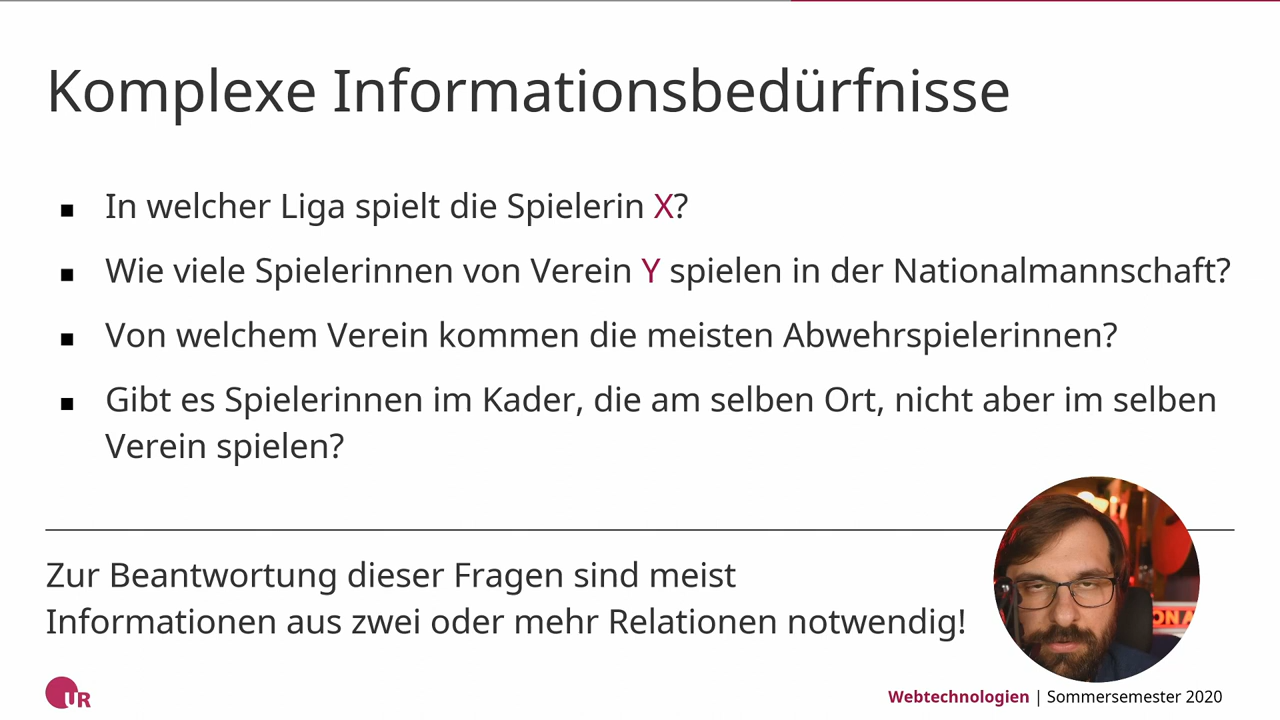 Komplexe Informationsbedürfnisse
In welcher Liga spielt die Spielerin X?
Wie viele Spielerinnen von Verein Y spielen in der Nationalmannschaft?
Von welchem Verein kommen die meisten Abwehrspielerinnen?
Gibt es Spielerinnen im Kader, die am selben Ort, nicht aber im selben
Verein spielen?
Zur Beantwortung dieser Fragen sind meist
Informationen aus zwei oder mehr Relationen notwendig!
ON A
UR
Webtechnologien | Sommersemester 2020